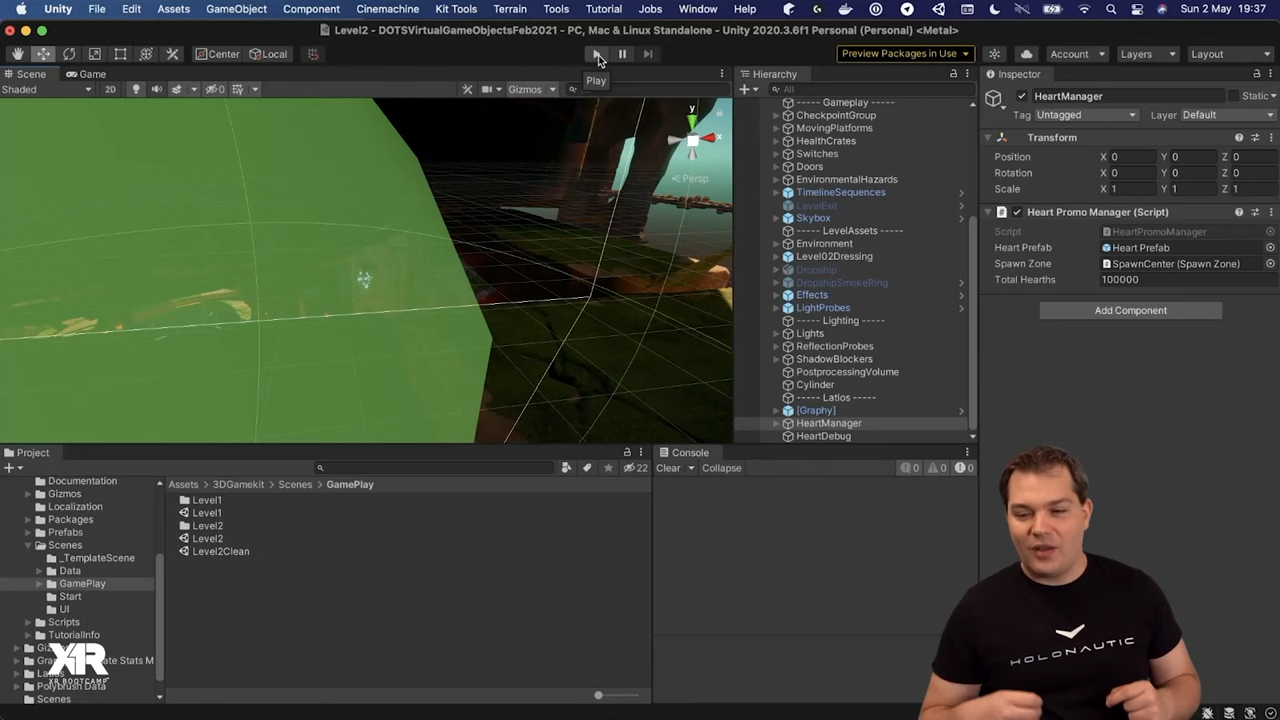 Unity File Edit Assets GameObject Component Cinemachine Kit Tools Terrain Tools Tutorial Jobs Window Help Sun 2 May 19:37
Level2 - DOTSVirtualGameObjectsFeb2021 - PC, Mac & Linux Standalone - Unity 2020.3.6f1 Personal (Personal) <Metal>
Center Local Preview Packages in Use Account Layers Layout
Play
Scene Game
Shaded 2D 0 Gizmos
y
x
Persp
Hierarchy
All
----- Gameplay -----
CheckpointGroup
MovingPlatforms
HealthCrates
Switches
Doors
EnvironmentalHazards
TimelineSequences
LevelExit
Skybox
----- LevelAssets -----
Environment
Level02Dressing
Dropship
DropshipSmokeRing
Effects
LightProbes
----- Lighting -----
Lights
ReflectionProbes
ShadowBlockers
PostprocessingVolume
Cylinder
----- Latios -----
[Graphy]
HeartManager
HeartDebug
Inspector
HeartManager Static
Tag Untagged Layer Default
Transform
Position X 0 Y 0 Z 0
Rotation X 0 Y 0 Z 0
Scale X 1 Y 1 Z 1
Heart Promo Manager (Script)
Script HeartPromoManager
Heart Prefab Heart Prefab
Spawn Zone SpawnCenter (Spawn Zone)
Total Hearths 100000
Add Component
Project
22
Documentation
Gizmos
Localization
Packages
Prefabs
Scenes
_TemplateScene
Data
GamePlay
Start
UI
Scripts
TutorialInfo
Polybrush Data
Scenes
Assets 3DGamekit Scenes GamePlay
Level1
Level1
Level2
Level2
Level2Clean
Console
Clear Collapse 0 0 0
XR
XR BOOTCAMP
HOLONAUTIC